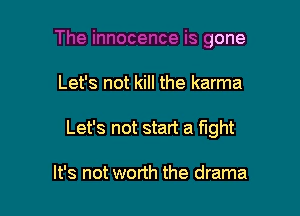 The innocence is gone
Let's not kill the karma
Let's not start a fight
It's not worth the drama